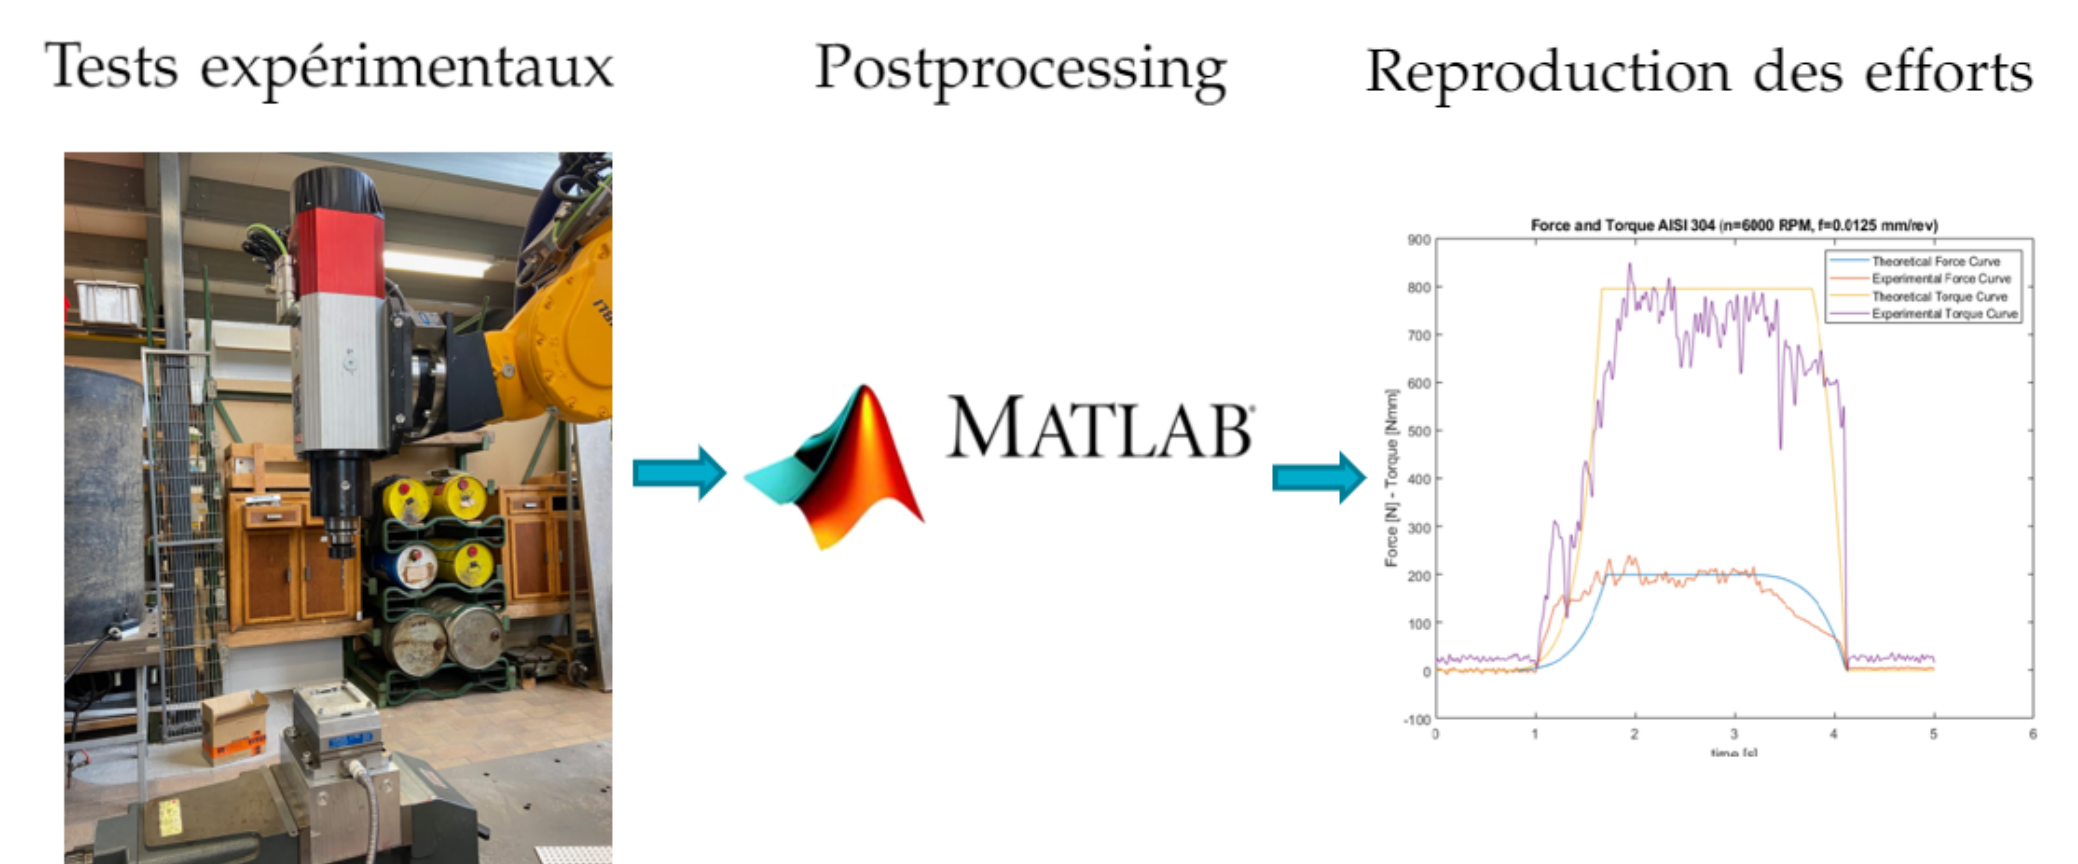 Tests expérimentaux
Postprocessing
Reproduction des efforts
MATLAB®
Force and Torque AISI 304 (n=6000 RPM, f=0.0125 mm/rev)
Theoretical Force Curve
Experimental Force Curve
Theoretical Torque Curve
Experimental Torque Curve
Force [N] - Torque [Nmm]
900
800
700
600
500
400
300
200
100
0
-100
0 1 2 3 4 5 6
time [s]